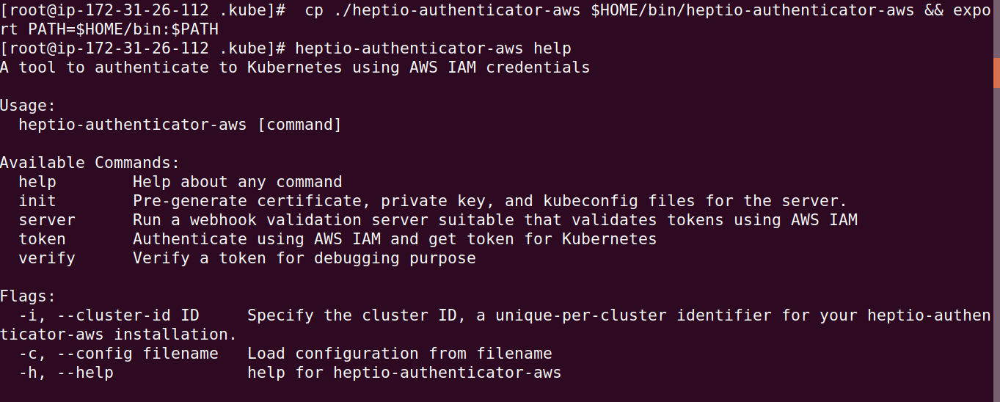 [root@ip-172-31-26-112 .kube]#  cp ./heptio-authenticator-aws $HOME/bin/heptio-authenticator-aws && expo
rt PATH=$HOME/bin:$PATH
[root@ip-172-31-26-112 .kube]# heptio-authenticator-aws help
A tool to authenticate to Kubernetes using AWS IAM credentials

Usage:
  heptio-authenticator-aws [command]

Available Commands:
  help        Help about any command
  init        Pre-generate certificate, private key, and kubeconfig files for the server.
  server      Run a webhook validation server suitable that validates tokens using AWS IAM
  token       Authenticate using AWS IAM and get token for Kubernetes
  verify      Verify a token for debugging purpose

Flags:
  -i, --cluster-id ID     Specify the cluster ID, a unique-per-cluster identifier for your heptio-authen
ticator-aws installation.
  -c, --config filename   Load configuration from filename
  -h, --help              help for heptio-authenticator-aws